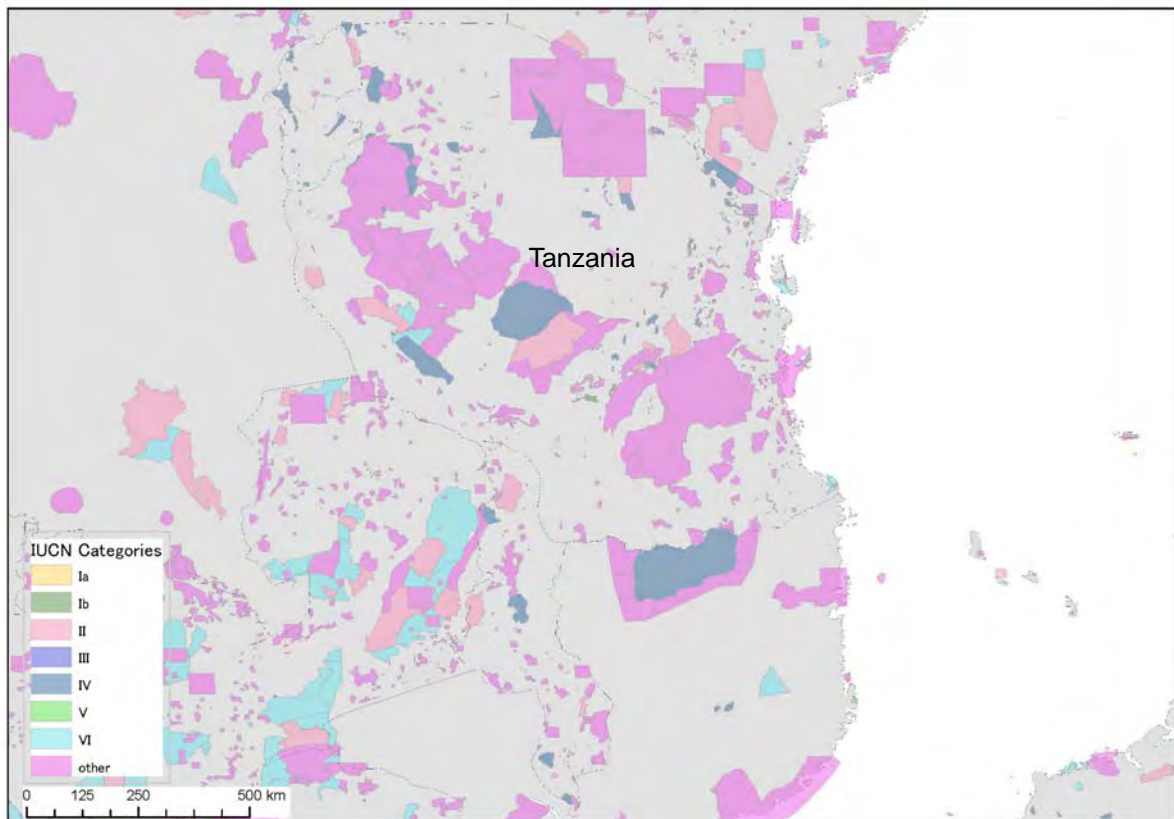 Tanzania
IUCN Categories
Ia
Ib
II
III
IV
V
VI
other
0 125 250 500 km